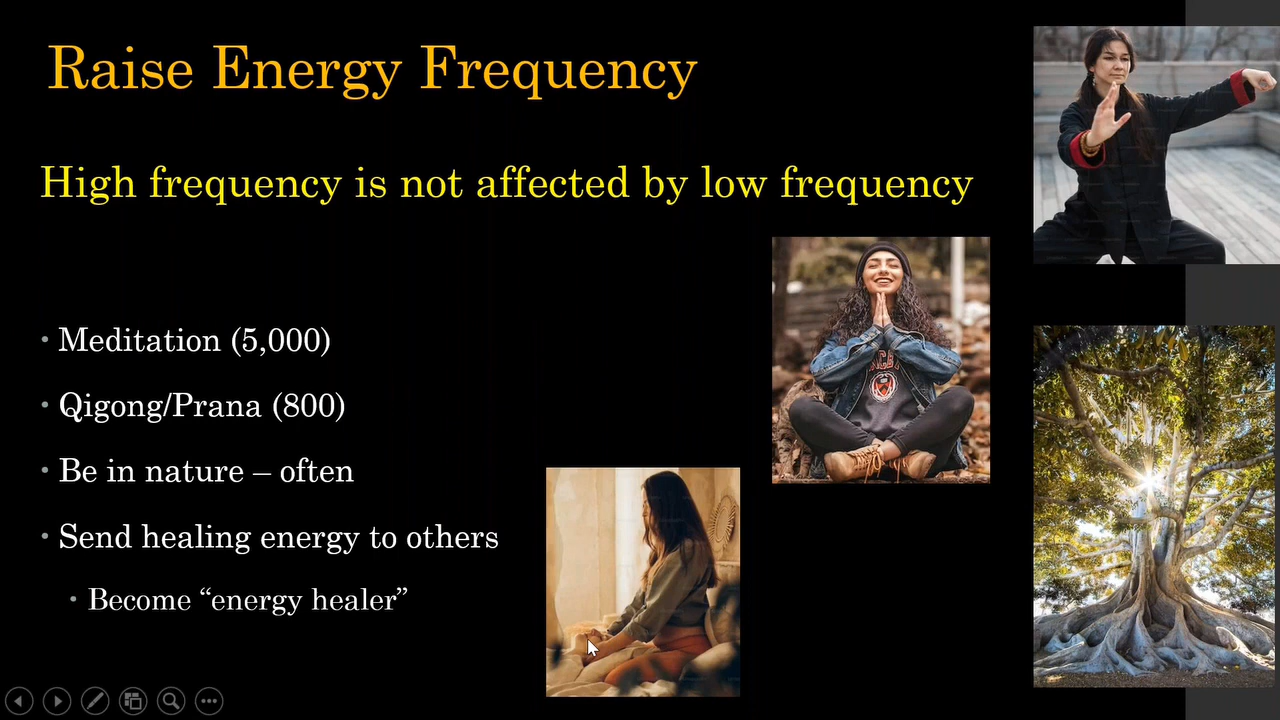 Raise Energy Frequency
High frequency is not affected by low frequency
• Meditation (5,000)
• Qigong/Prana (800)
• Be in nature – often
• Send healing energy to others
• Become “energy healer”